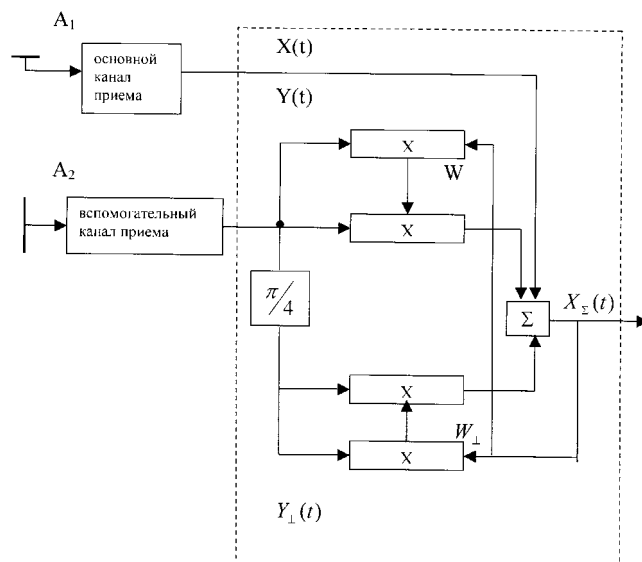 A₁
основной
канал
приема
X(t)
Y(t)
X
W
A₂
вспомогательный
канал приема
X
π/4
Σ
X_Σ(t)
X
W_⊥
X
Y_⊥(t)